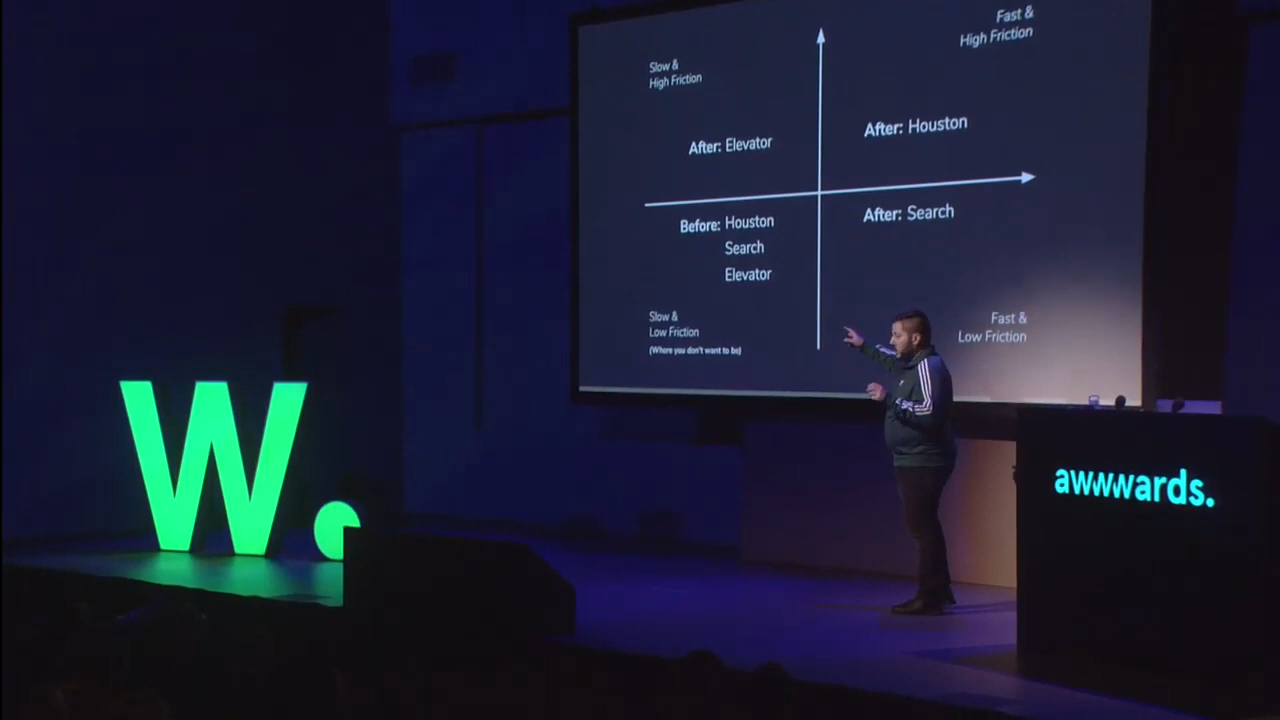 Slow &
High Friction
Fast &
High Friction
After: Elevator
After: Houston
Before: Houston
Search
Elevator
After: Search
Slow &
Low Friction
(Where you don't want to be)
Fast &
Low Friction
W.
awwwards.